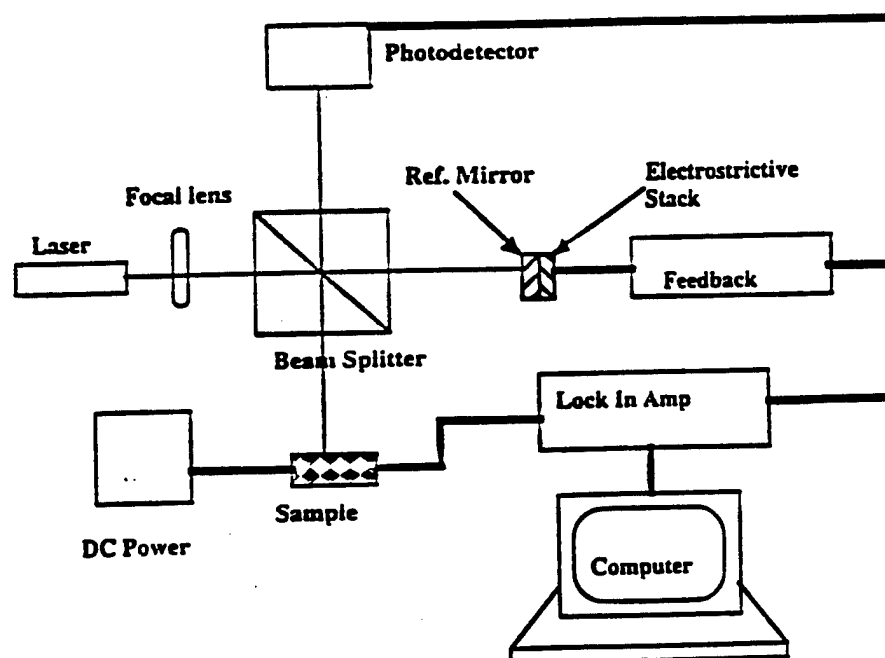 Photodetector
Ref. Mirror
Electrostrictive
Stack
Focal lens
Laser
Feedback
Beam Splitter
Lock In Amp
Sample
DC Power
Computer